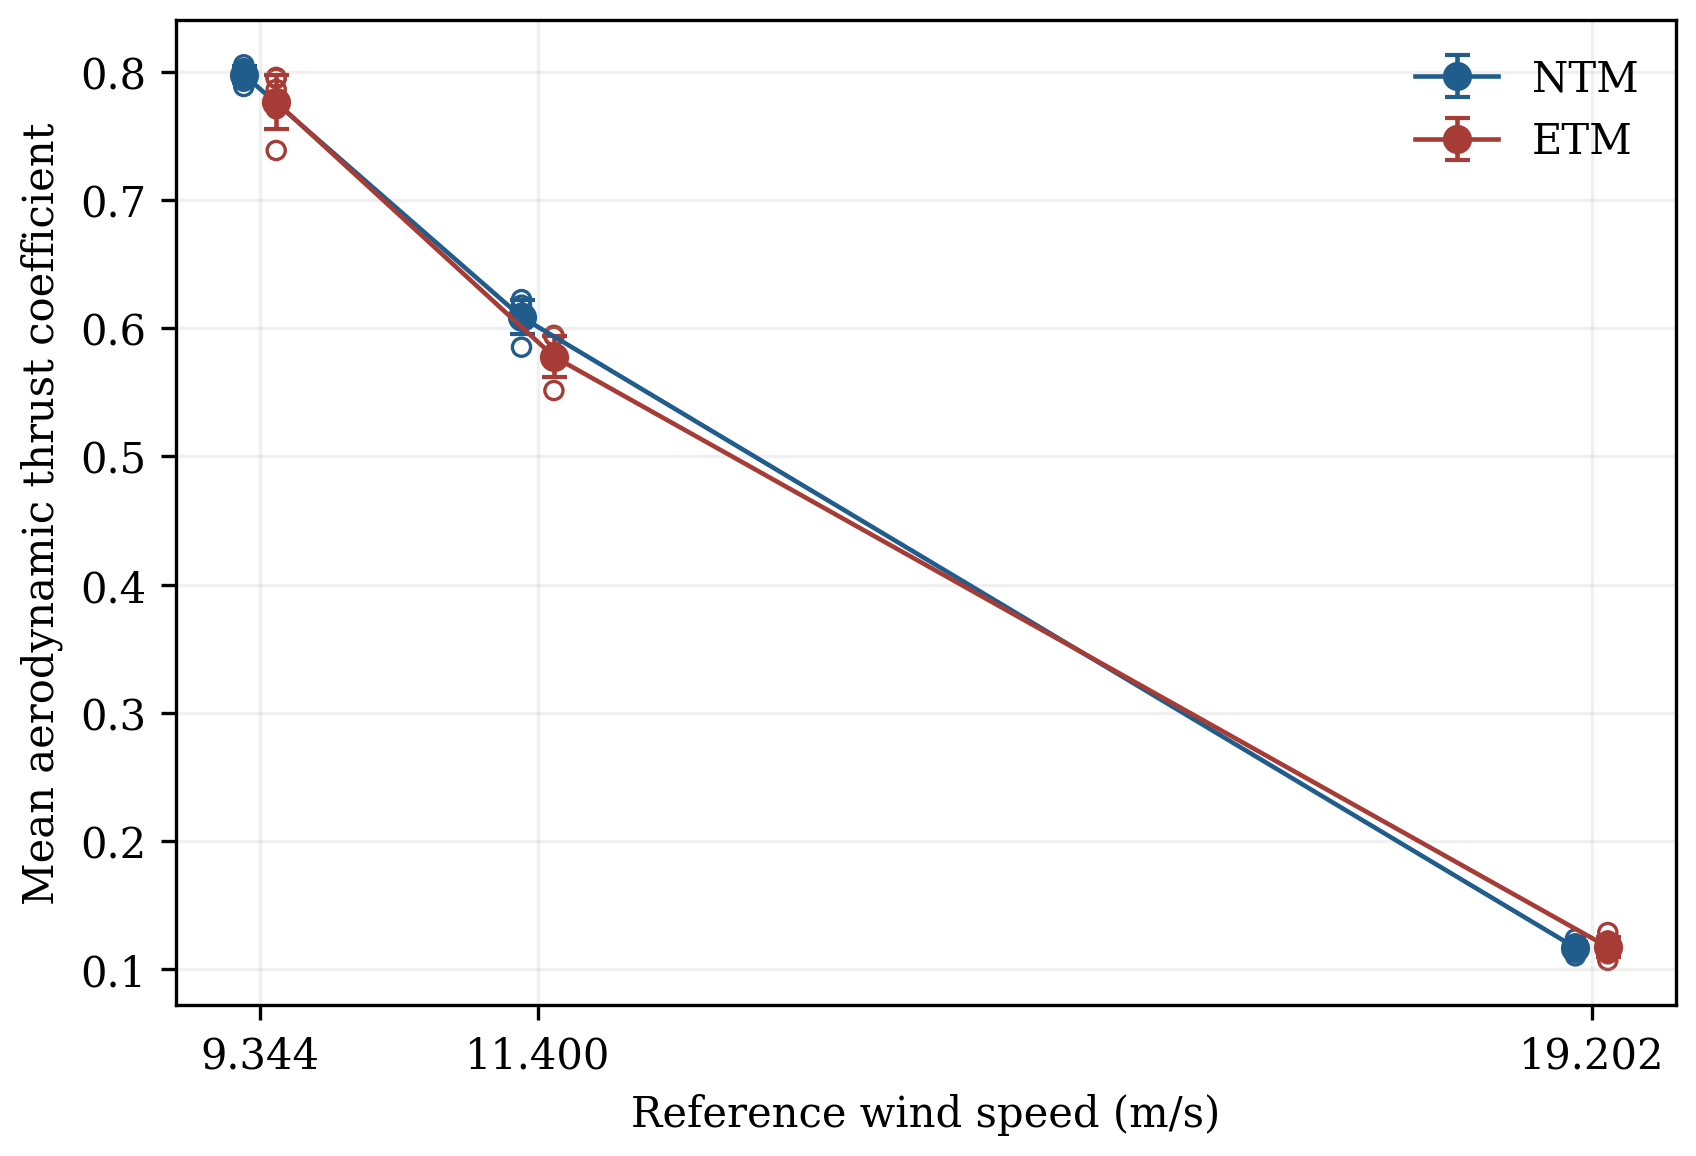 Mean aerodynamic thrust coefficient
0.8
0.7
0.6
0.5
0.4
0.3
0.2
0.1
NTM
ETM
9.344
11.400
19.202
Reference wind speed (m/s)